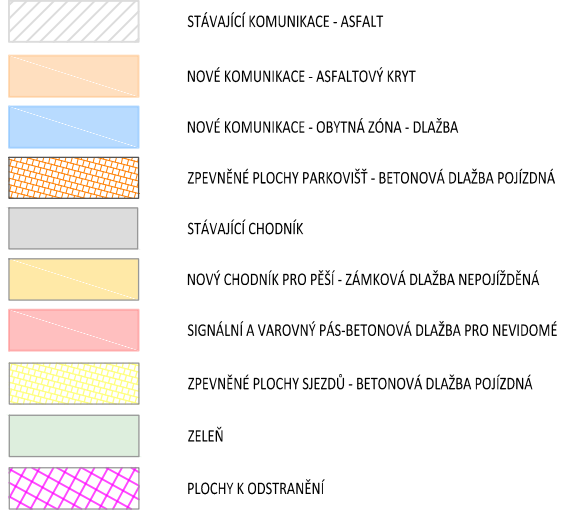 STÁVAJÍCÍ KOMUNIKACE - ASFALT
NOVÉ KOMUNIKACE - ASFALTOVÝ KRYT
NOVÉ KOMUNIKACE - OBYTNÁ ZÓNA - DLAŽBA
ZPEVNĚNÉ PLOCHY PARKOVIŠŤ - BETONOVÁ DLAŽBA POJÍZDNÁ
STÁVAJÍCÍ CHODNÍK
NOVÝ CHODNÍK PRO PĚŠÍ - ZÁMKOVÁ DLAŽBA NEPOJÍŽDĚNÁ
SIGNÁLNÍ A VAROVNÝ PÁS-BETONOVÁ DLAŽBA PRO NEVIDOMÉ
ZPEVNĚNÉ PLOCHY SJEZDŮ - BETONOVÁ DLAŽBA POJÍZDNÁ
ZELEŇ
PLOCHY K ODSTRANĚNÍ